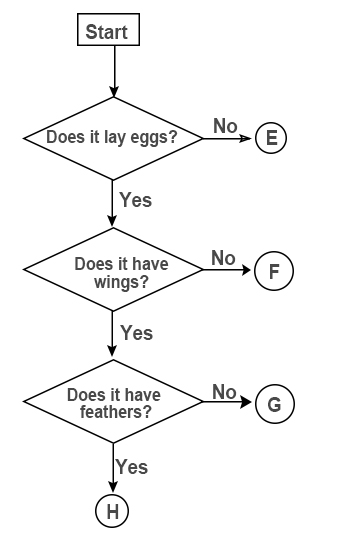 Start
Does it lay eggs?
No
E
Yes
Does it have
wings?
No
F
Yes
Does it have
feathers?
No
G
Yes
H